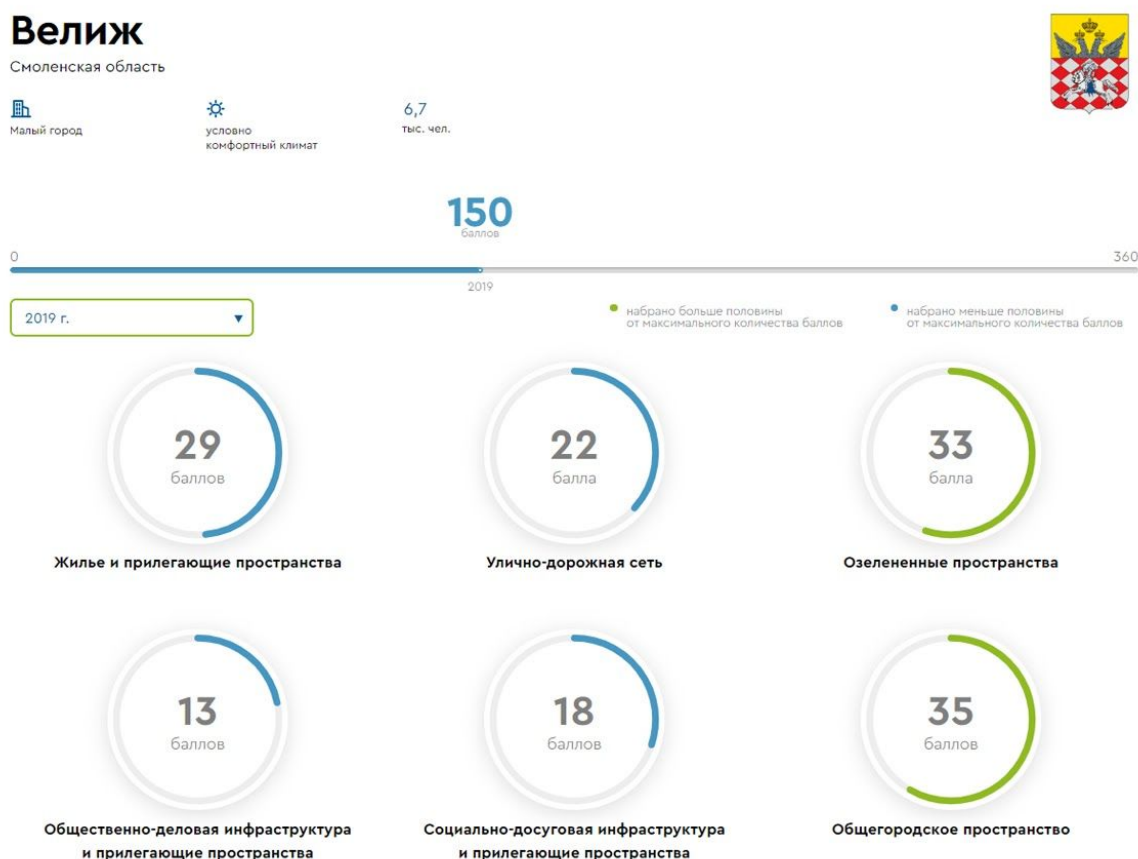 Велиж
Смоленская область
Малый город
условно
комфортный климат
6,7
тыс. чел.
150
баллов
0
360
2019
2019 г.
набрано больше половины
от максимального количества баллов
набрано меньше половины
от максимального количества баллов
29
баллов
Жилье и прилегающие пространства
22
балла
Улично-дорожная сеть
33
балла
Озелененные пространства
13
баллов
Общественно-деловая инфраструктура
и прилегающие пространства
18
баллов
Социально-досуговая инфраструктура
и прилегающие пространства
35
баллов
Общегородское пространство